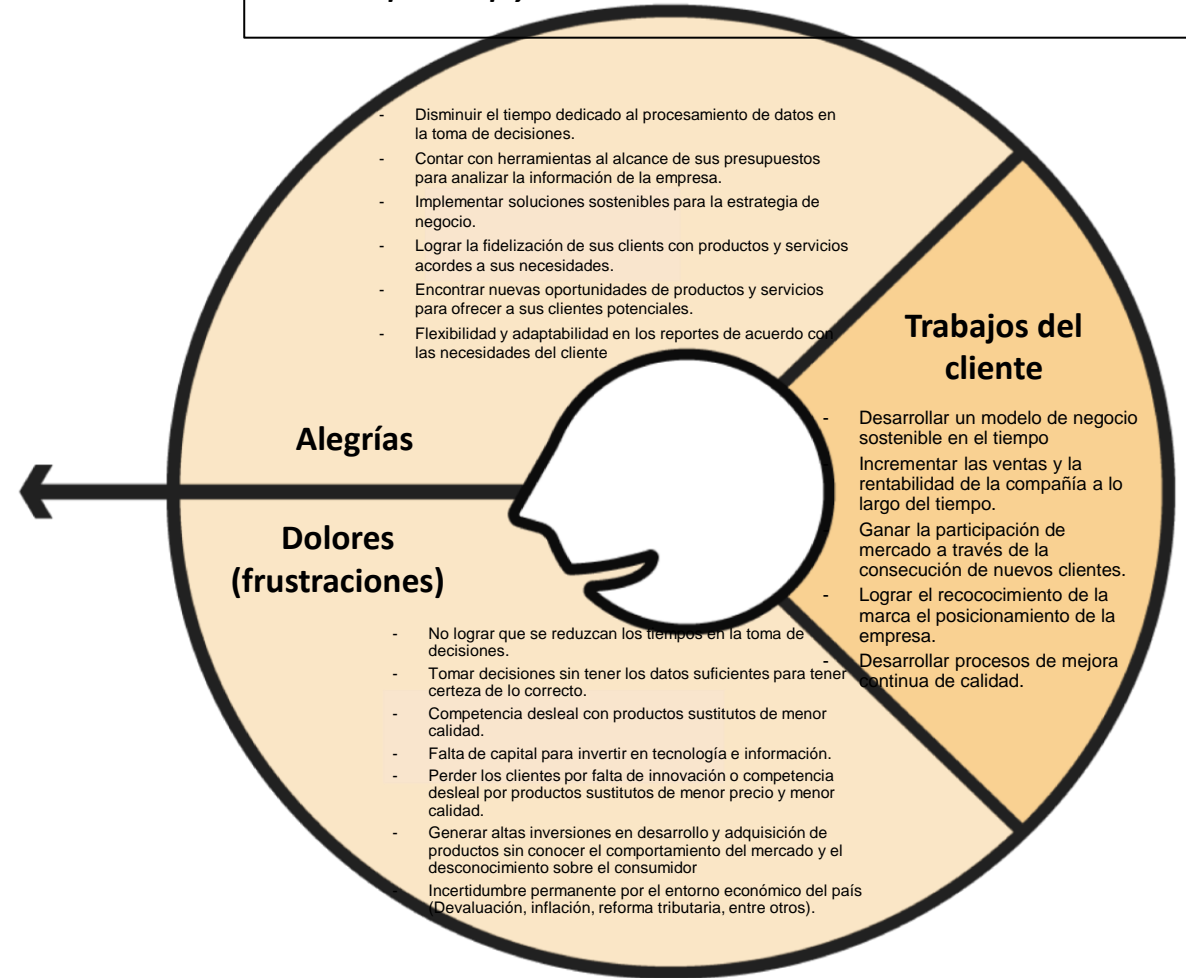 - Disminuir el tiempo dedicado al procesamiento de datos en
la toma de decisiones.
- Contar con herramientas al alcance de sus presupuestos
para analizar la información de la empresa.
- Implementar soluciones sostenibles para la estrategia de
negocio.
- Lograr la fidelización de sus clients con productos y servicios
acordes a sus necesidades.
- Encontrar nuevas oportunidades de productos y servicios
para ofrecer a sus clientes potenciales.
- Flexibilidad y adaptabilidad en los reportes de acuerdo con
las necesidades del cliente
Alegrías
Trabajos del
cliente
- Desarrollar un modelo de negocio
sostenible en el tiempo
Incrementar las ventas y la
rentabilidad de la compañía a lo
largo del tiempo.
Ganar la participación de
mercado a través de la
consecución de nuevos clientes.
- Lograr el recococimiento de la
marca el posicionamiento de la
empresa.
- Desarrollar procesos de mejora
continua de calidad.
Dolores
(frustraciones)
- No lograr que se reduzcan los tiempos en la toma de
decisiones.
- Tomar decisiones sin tener los datos suficientes para tener
certeza de lo correcto.
- Competencia desleal con productos sustitutos de menor
calidad.
- Falta de capital para invertir en tecnología e información.
- Perder los clientes por falta de innovación o competencia
desleal por productos sustitutos de menor precio y menor
calidad.
- Generar altas inversiones en desarrollo y adquisición de
productos sin conocer el comportamiento del mercado y el
desconocimiento sobre el consumidor
- Incertidumbre permanente por el entorno económico del país
(Devaluación, inflación, reforma tributaria, entre otros).